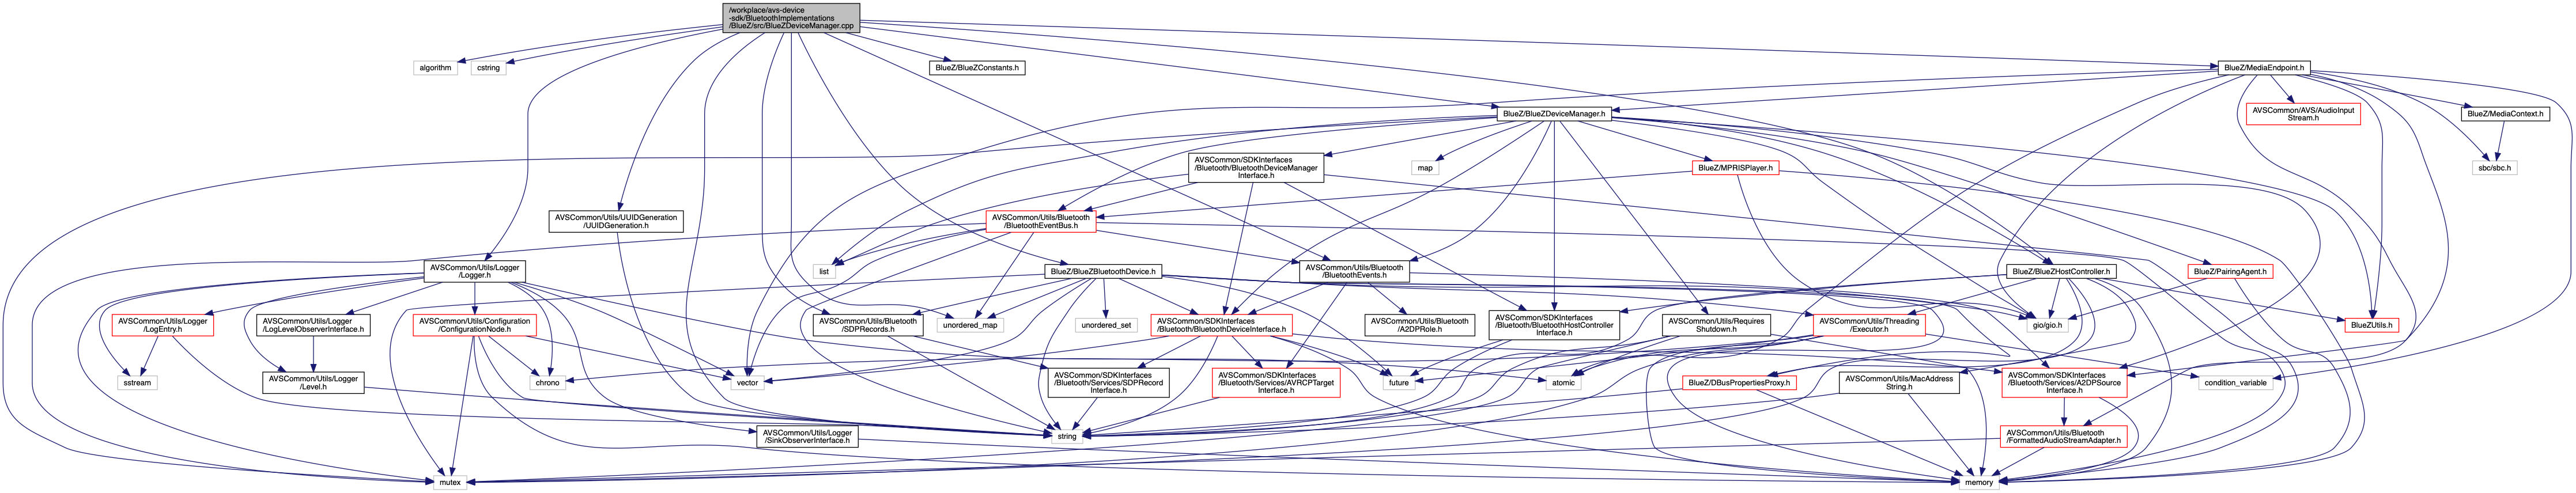 /workplace/avs-device
-sdk/BluetoothImplementations
/BlueZ/src/BlueZDeviceManager.cpp
algorithm
cstring
BlueZ/BlueZConstants.h
BlueZ/MediaEndpoint.h
BlueZ/BlueZDeviceManager.h
AVSCommon/AVS/AudioInput
Stream.h
BlueZ/MediaContext.h
AVSCommon/SDKInterfaces
/Bluetooth/BluetoothDeviceManager
Interface.h
map
BlueZ/MPRISPlayer.h
sbc/sbc.h
AVSCommon/Utils/UUIDGeneration
/UUIDGeneration.h
AVSCommon/Utils/Bluetooth
/BluetoothEventBus.h
AVSCommon/Utils/Logger
/Logger.h
list
BlueZ/BlueZBluetoothDevice.h
AVSCommon/Utils/Bluetooth
/BluetoothEvents.h
BlueZ/BlueZHostController.h
BlueZ/PairingAgent.h
AVSCommon/Utils/Logger
/LogEntry.h
AVSCommon/Utils/Logger
/LogLevelObserverInterface.h
AVSCommon/Utils/Configuration
/ConfigurationNode.h
AVSCommon/Utils/Bluetooth
/SDPRecords.h
unordered_map
unordered_set
AVSCommon/SDKInterfaces
/Bluetooth/BluetoothDeviceInterface.h
AVSCommon/Utils/Bluetooth
/A2DPRole.h
AVSCommon/SDKInterfaces
/Bluetooth/BluetoothHostController
Interface.h
AVSCommon/Utils/Requires
Shutdown.h
AVSCommon/Utils/Threading
/Executor.h
gio/gio.h
BlueZUtils.h
sstream
AVSCommon/Utils/Logger
/Level.h
chrono
vector
atomic
AVSCommon/SDKInterfaces
/Bluetooth/Services/SDPRecord
Interface.h
AVSCommon/SDKInterfaces
/Bluetooth/Services/AVRCPTarget
Interface.h
future
BlueZ/DBusPropertiesProxy.h
AVSCommon/Utils/MacAddress
String.h
AVSCommon/SDKInterfaces
/Bluetooth/Services/A2DPSource
Interface.h
condition_variable
AVSCommon/Utils/Logger
/SinkObserverInterface.h
string
AVSCommon/Utils/Bluetooth
/FormattedAudioStreamAdapter.h
mutex
memory